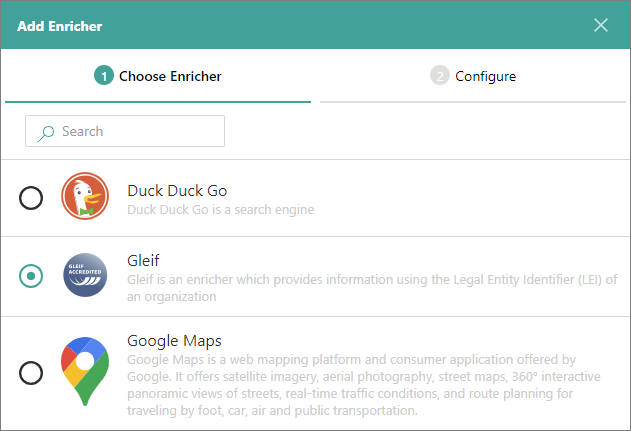 Add Enricher
1 Choose Enricher
2 Configure
Search
Duck Duck Go
Duck Duck Go is a search engine
GLEIF
ACCREDITED
Gleif
Gleif is an enricher which provides information using the Legal Entity Identifier (LEI) of
an organization
Google Maps
Google Maps is a web mapping platform and consumer application offered by
Google. It offers satellite imagery, aerial photography, street maps, 360° interactive
panoramic views of streets, real-time traffic conditions, and route planning for
traveling by foot, car, air and public transportation.